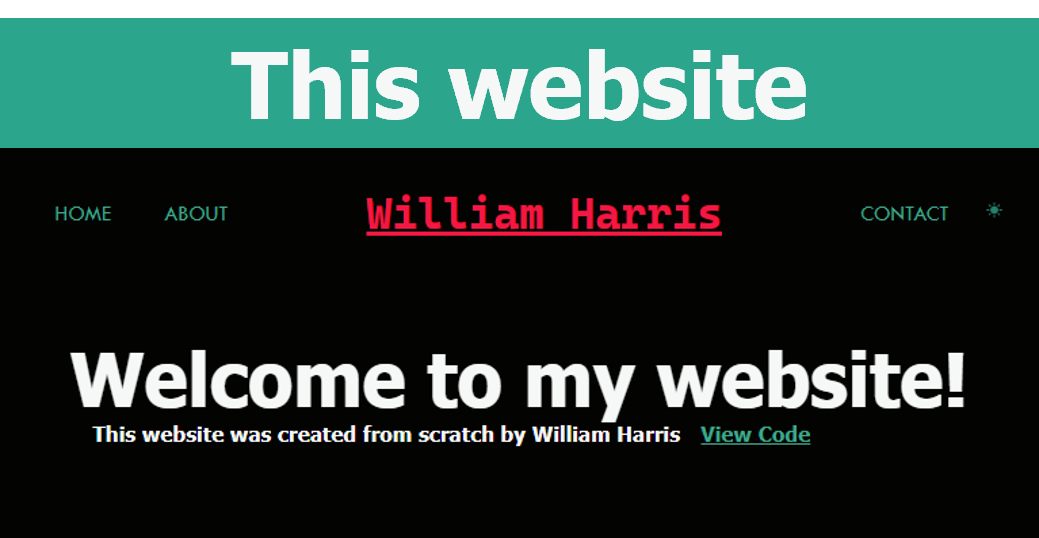 This website
HOME ABOUT William Harris CONTACT
Welcome to my website!
This website was created from scratch by William Harris View Code